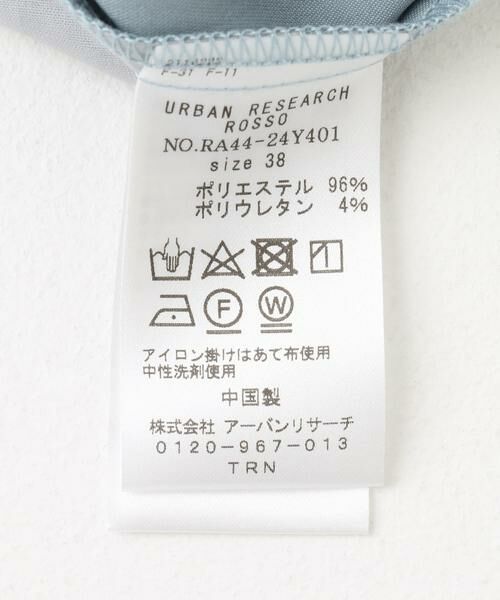 F-31 F-11
URBAN RESEARCH
ROSSO
NO.RA44-24Y401
size 38
ポリエステル 96%
ポリウレタン 4%
F W
アイロン掛けはあて布使用
中性洗剤使用
中国製
株式会社 アーバンリサーチ
0120-967-013
TRN